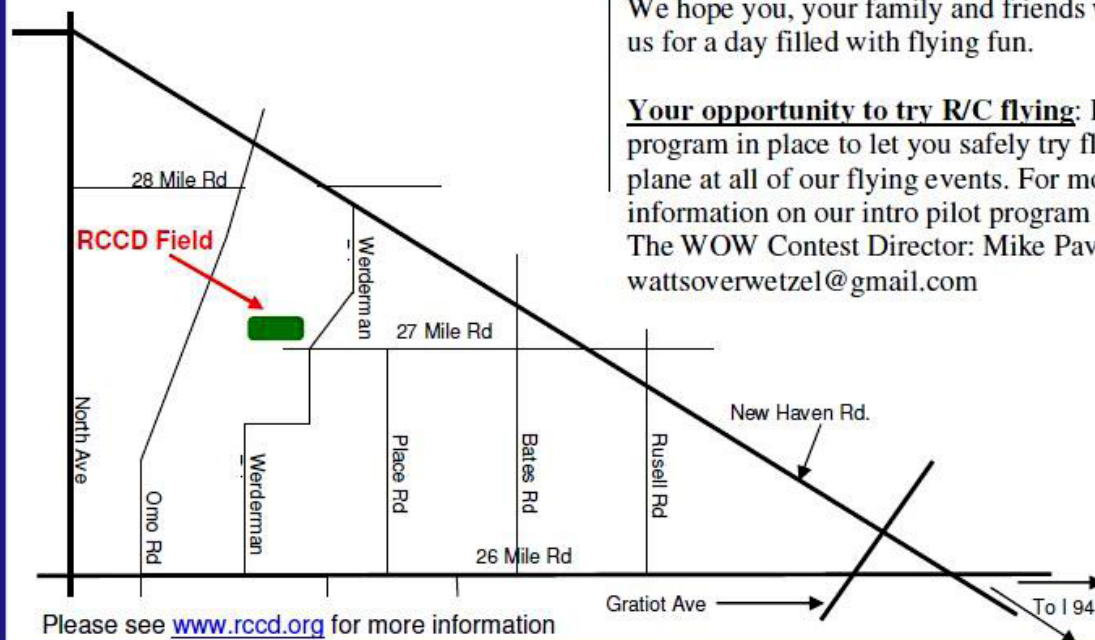 We hope you, your family and friends
us for a day filled with flying fun.
Your opportunity to try R/C flying:
program in place to let you safely try
plane at all of our flying events. For
information on our intro pilot program
The WOW Contest Director: Mike
wattsoverwetzel@gmail.com
28 Mile Rd
RCCD Field
Werderman
27 Mile Rd
North Ave
New Haven Rd.
Omo Rd
Werderman
Place Rd
Bates Rd
Rusell Rd
26 Mile Rd
Gratiot Ave
To I 94
Please see www.rccd.org for more information